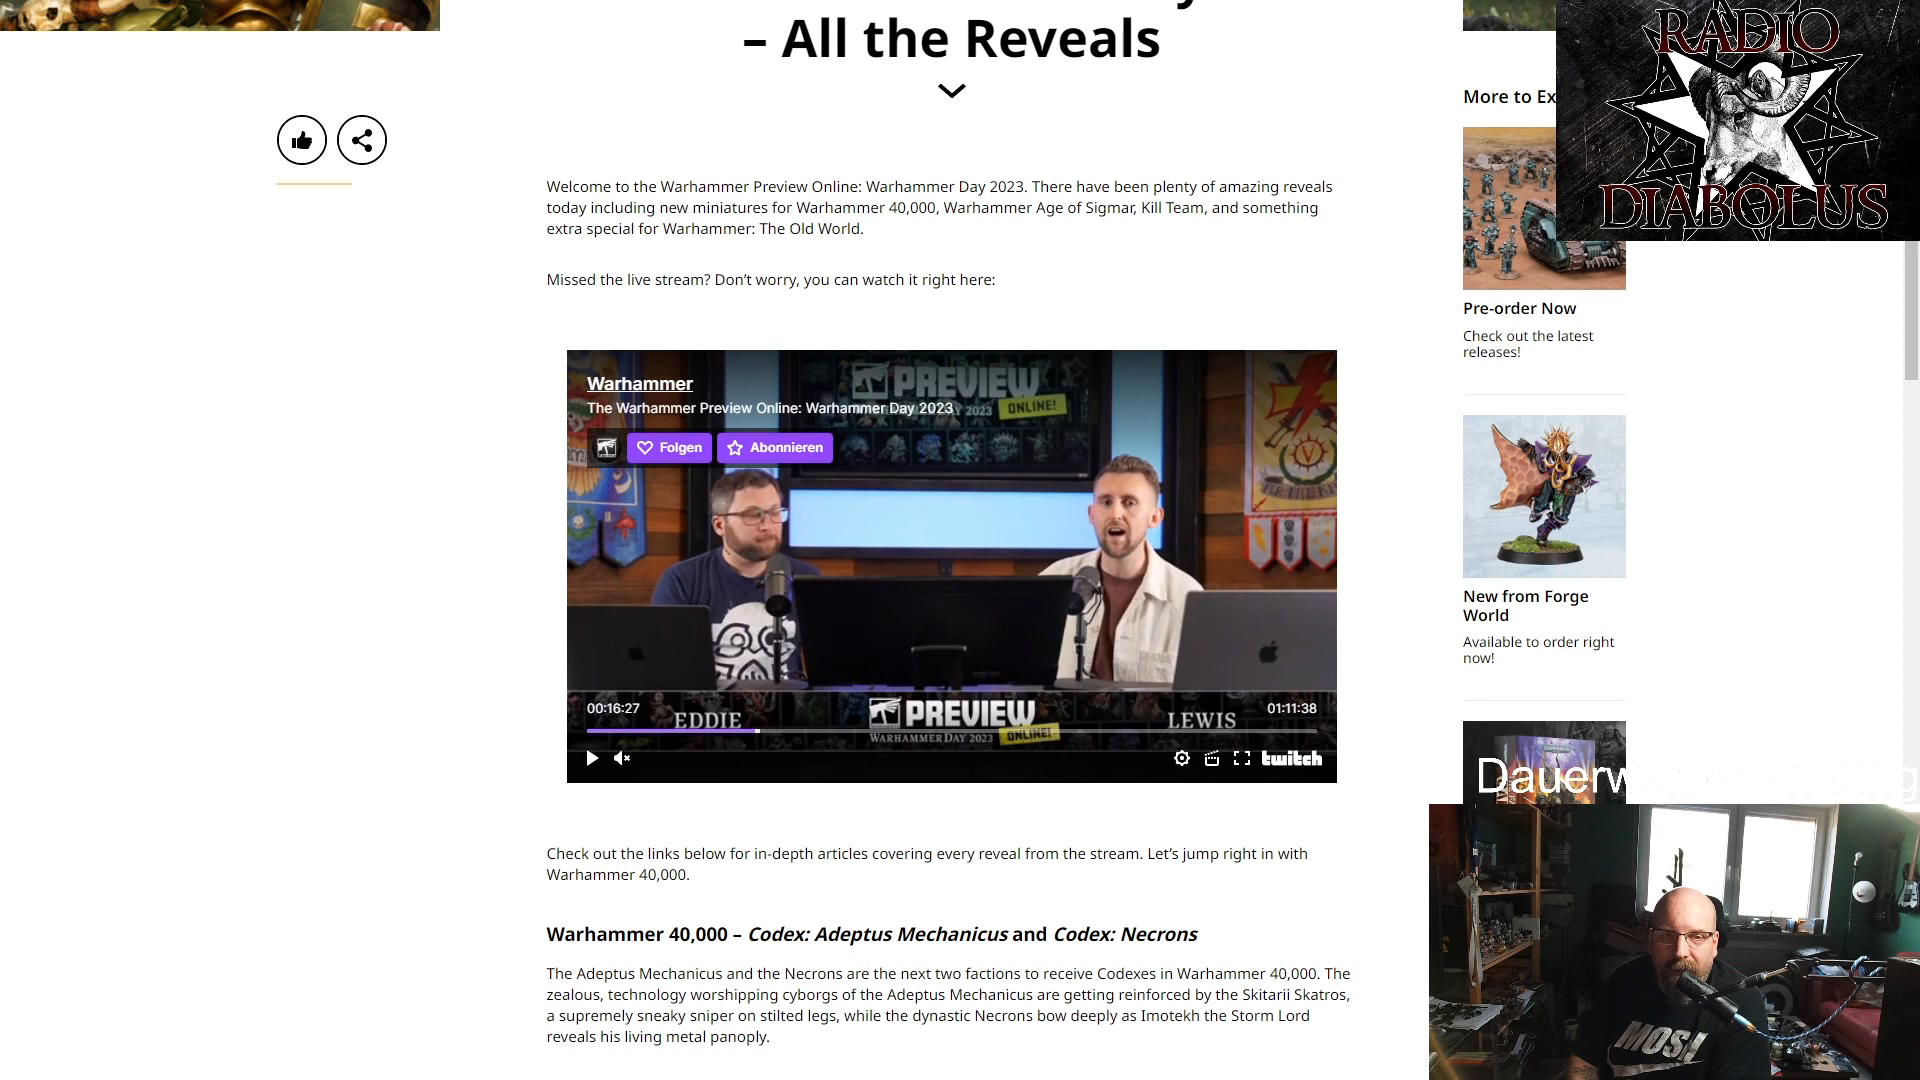 – All the Reveals
Welcome to the Warhammer Preview Online: Warhammer Day 2023. There have been plenty of amazing reveals
today including new miniatures for Warhammer 40,000, Warhammer Age of Sigmar, Kill Team, and something
extra special for Warhammer: The Old World.
Missed the live stream? Don’t worry, you can watch it right here:
Warhammer
The Warhammer Preview Online: Warhammer Day 2023
PREVIEW
2023
ONLINE!
Folgen
Abonnieren
00:16:27
01:11:38
EDDIE
PREVIEW
LEWIS
WARHAMMER DAY 2023
ONLINE!
twitch
Check out the links below for in-depth articles covering every reveal from the stream. Let’s jump right in with
Warhammer 40,000.
Warhammer 40,000 – Codex: Adeptus Mechanicus and Codex: Necrons
The Adeptus Mechanicus and the Necrons are the next two factions to receive Codexes in Warhammer 40,000. The
zealous, technology worshipping cyborgs of the Adeptus Mechanicus are getting reinforced by the Skitarii Skatros,
a supremely sneaky sniper on stilted legs, while the dynastic Necrons bow deeply as Imotekh the Storm Lord
reveals his living metal panoply.
RADIO
DIABOLUS
More to Ex
Pre-order Now
Check out the latest
releases!
New from Forge
World
Available to order right
now!